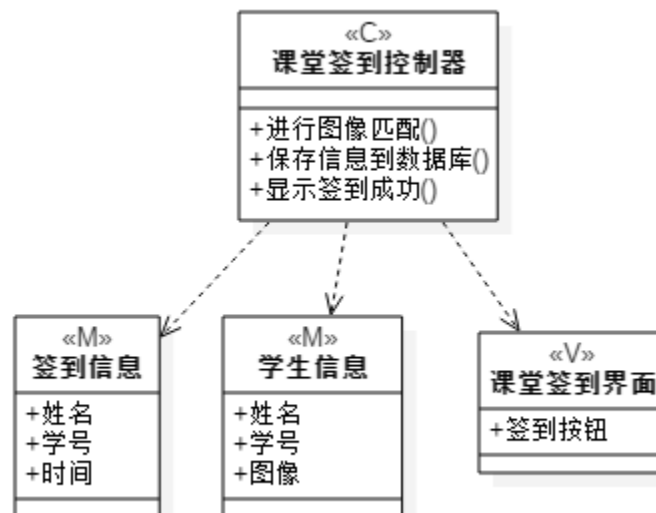 «C»
课堂签到控制器
+进行图像匹配()
+保存信息到数据库()
+显示签到成功()
«M»
签到信息
+姓名
+学号
+时间
«M»
学生信息
+姓名
+学号
+图像
«V»
课堂签到界面
+签到按钮